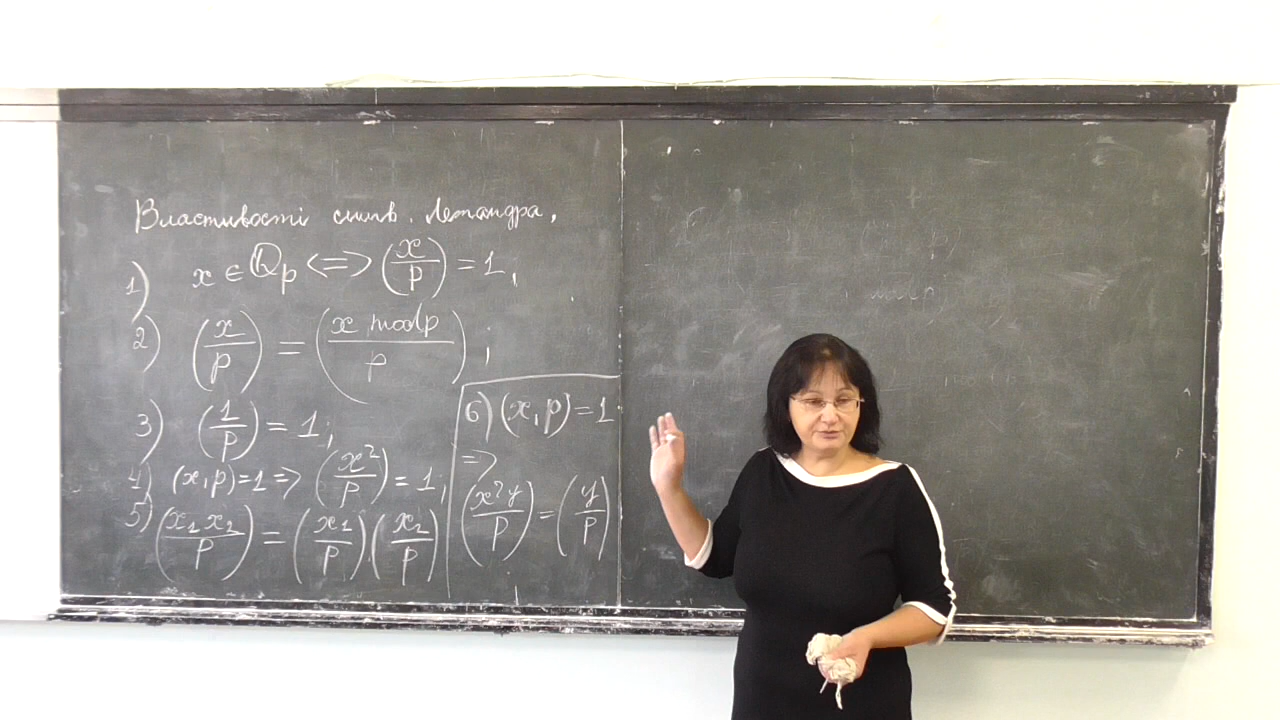 Властивості симв. Лежандра.
1) x ∈ Qp <=> (x/p) = 1,
2) (x/p) = (x mod p/p) ;
3) (1/p) = 1;
4) (x,p)=1 => (x²/p) = 1;
5) (x₁x₂/p) = (x₁/p)(x₂/p)
6) (x,p)=1
=>
(x²y/p) = (y/p)
;